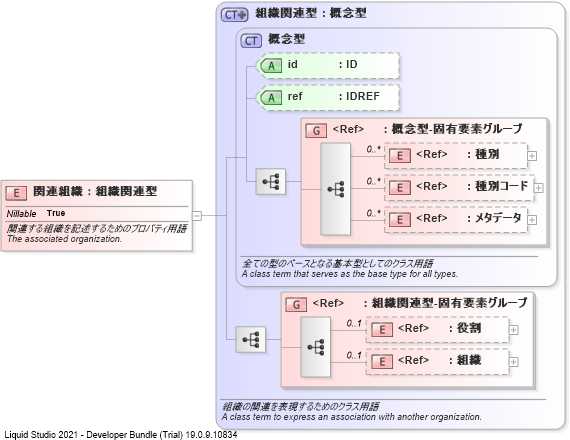 CT 組織関連型 : 概念型
CT 概念型
A id : ID
A ref : IDREF
G <Ref> : 概念型-固有要素グループ
0..* E <Ref> : 種別
0..* E <Ref> : 種別コード
0..* E <Ref> : メタデータ
E 関連組織 : 組織関連型
Nillable True
関連する組織を記述するためのプロパティ用語
The associated organization.
全ての型のベースとなる基本型としてのクラス用語
A class term that serves as the base type for all types.
G <Ref> : 組織関連型-固有要素グループ
0..1 E <Ref> : 役割
0..1 E <Ref> : 組織
組織の関連を表現するためのクラス用語
A class term to express an association with another organization.
Liquid Studio 2021 - Developer Bundle (Trial) 19.0.9.10834